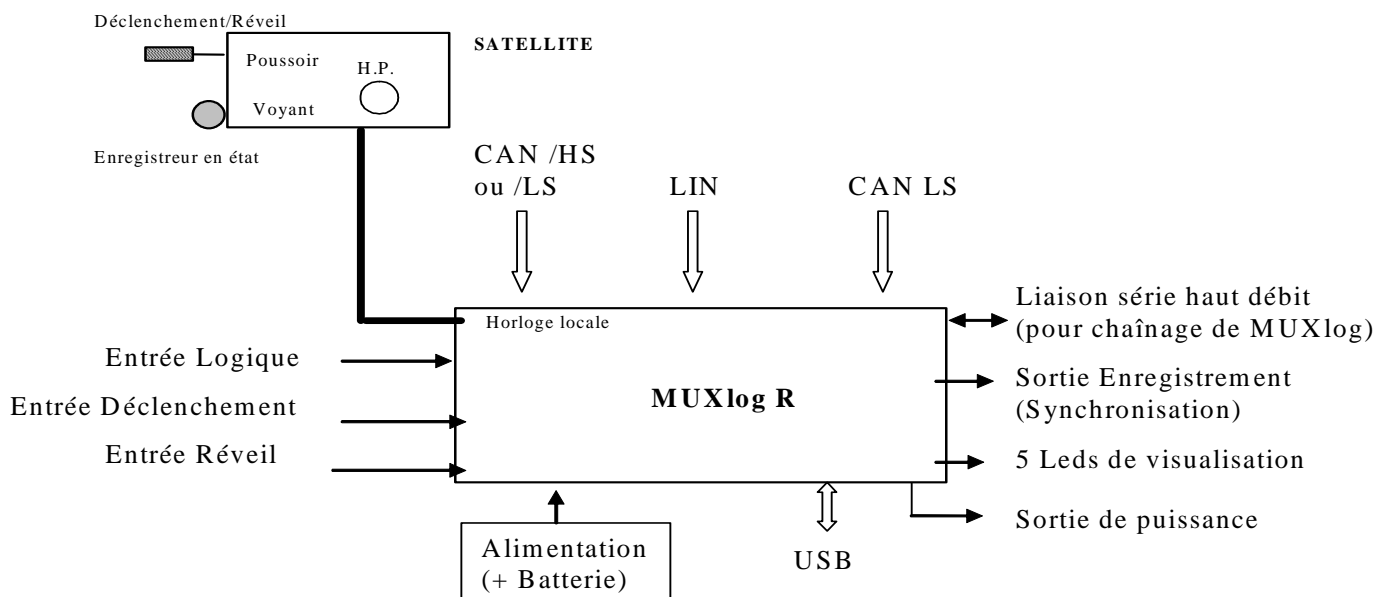 Déclenchement/Réveil
SATELLITE
Poussoir
H.P.
Voyant
Enregistreur en état
CAN /HS
ou /LS
LIN
CAN LS
Horloge locale
MUXlog R
Entrée Logique
Entrée Déclenchement
Entrée Réveil
Liaison série haut débit
(pour chaînage de MUXlog)
Sortie Enregistrement
(Synchronisation)
5 Leds de visualisation
Sortie de puissance
Alimentation
(+ Batterie)
USB